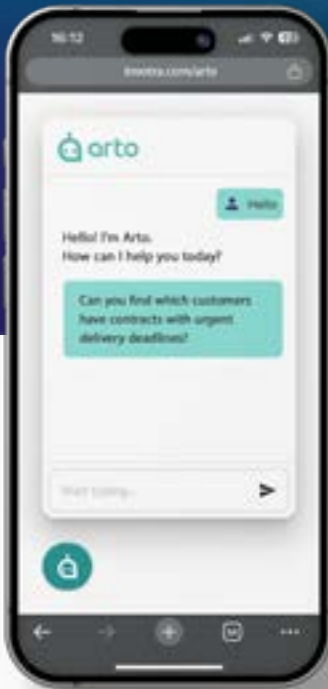 16:12
arto
Hello
Hello! I'm Arto.
How can I help you today?
Can you find which customers
have contracts with urgent
delivery deadlines?
Start typing...